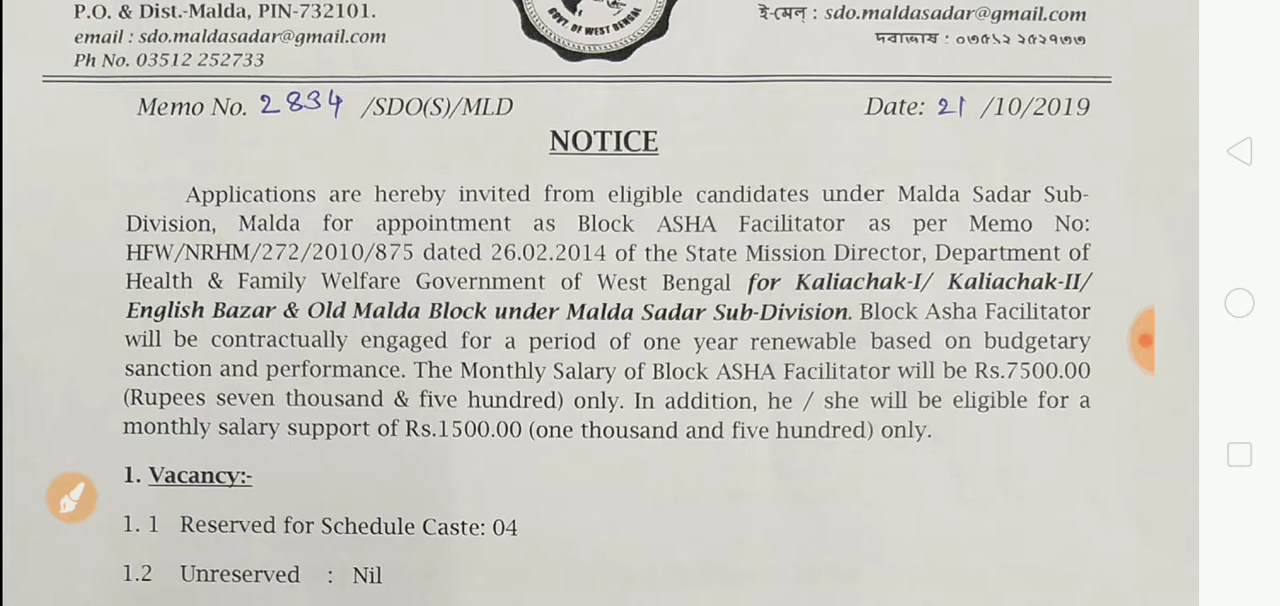 P.O. & Dist.-Malda, PIN-732101.
email : sdo.maldasadar@gmail.com
Ph No. 03512 252733
GOVT. OF WEST BENGAL
ই-মেল : sdo.maldasadar@gmail.com
দূরভাষ : ০৩৫১২ ২৫২৭৩৩
Memo No. 2834 /SDO(S)/MLD
Date: 21 /10/2019
NOTICE
Applications are hereby invited from eligible candidates under Malda Sadar Sub-
Division, Malda for appointment as Block ASHA Facilitator as per Memo No:
HFW/NRHM/272/2010/875 dated 26.02.2014 of the State Mission Director, Department of
Health & Family Welfare Government of West Bengal for Kaliachak-I/ Kaliachak-II/
English Bazar & Old Malda Block under Malda Sadar Sub-Division. Block Asha Facilitator
will be contractually engaged for a period of one year renewable based on budgetary
sanction and performance. The Monthly Salary of Block ASHA Facilitator will be Rs.7500.00
(Rupees seven thousand & five hundred) only. In addition, he / she will be eligible for a
monthly salary support of Rs.1500.00 (one thousand and five hundred) only.
1. Vacancy:-
1. 1 Reserved for Schedule Caste: 04
1.2 Unreserved : Nil